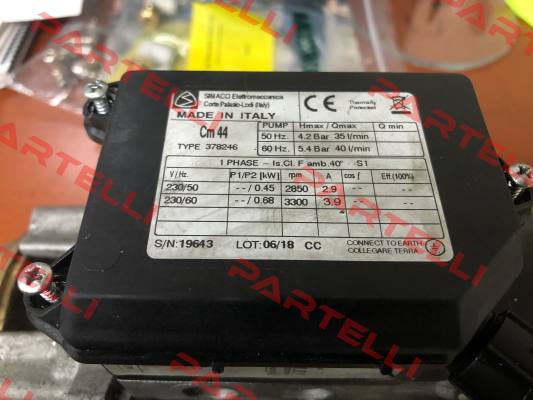 SIMACO Elettromeccanica
Corte Palasio-Lodi (Italy)
CE
Thermally
Protected
MADE IN ITALY
Cm 44
TYPE 378246
PUMP Hmax / Qmax Q min
50 Hz. 4.2 Bar 35 l/min
60 Hz. 5.4 Bar 40 l/min
1 PHASE - Is.Cl. F amb. 40° - S1
V / Hz P1/P2 [kW] rpm A cos f Eff.(100%)
230/50 --/0.45 2850 2.9 -- --
230/60 --/0.68 3300 3.9 -- --
S/N: 19643 LOT: 06/18 CC
CONNECT TO EARTH
COLLEGARE TERRA
PARTELLI
PARTELLI
PARTELLI
PARTELLI
PARTELLI